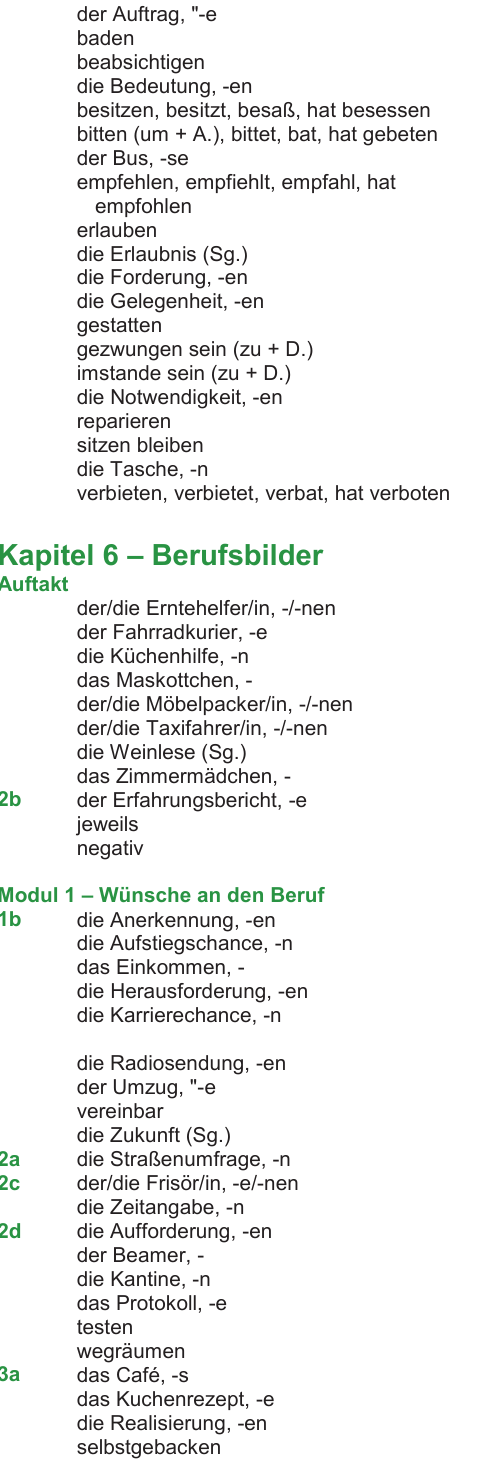 der Auftrag, "-e
baden
beabsichtigen
die Bedeutung, -en
besitzen, besitzt, besaß, hat besessen
bitten (um + A.), bittet, bat, hat gebeten
der Bus, -se
empfehlen, empfiehlt, empfahl, hat
empfohlen
erlauben
die Erlaubnis (Sg.)
die Forderung, -en
die Gelegenheit, -en
gestatten
gezwungen sein (zu + D.)
imstande sein (zu + D.)
die Notwendigkeit, -en
reparieren
sitzen bleiben
die Tasche, -n
verbieten, verbietet, verbat, hat verboten
Kapitel 6 – Berufsbilder
Auftakt
der/die Erntehelfer/in, -/-nen
der Fahrradkurier, -e
die Küchenhilfe, -n
das Maskottchen, -
der/die Möbelpacker/in, -/-nen
der/die Taxifahrer/in, -/-nen
die Weinlese (Sg.)
das Zimmermädchen, -
2b der Erfahrungsbericht, -e
jeweils
negativ
Modul 1 – Wünsche an den Beruf
1b die Anerkennung, -en
die Aufstiegschance, -n
das Einkommen, -
die Herausforderung, -en
die Karrierechance, -n
die Radiosendung, -en
der Umzug, "-e
vereinbar
die Zukunft (Sg.)
2a die Straßenumfrage, -n
2c der/die Frisör/in, -e/-nen
die Zeitangabe, -n
2d die Aufforderung, -en
der Beamer, -
die Kantine, -n
das Protokoll, -e
testen
wegräumen
3a das Café, -s
das Kuchenrezept, -e
die Realisierung, -en
selbstgebacken